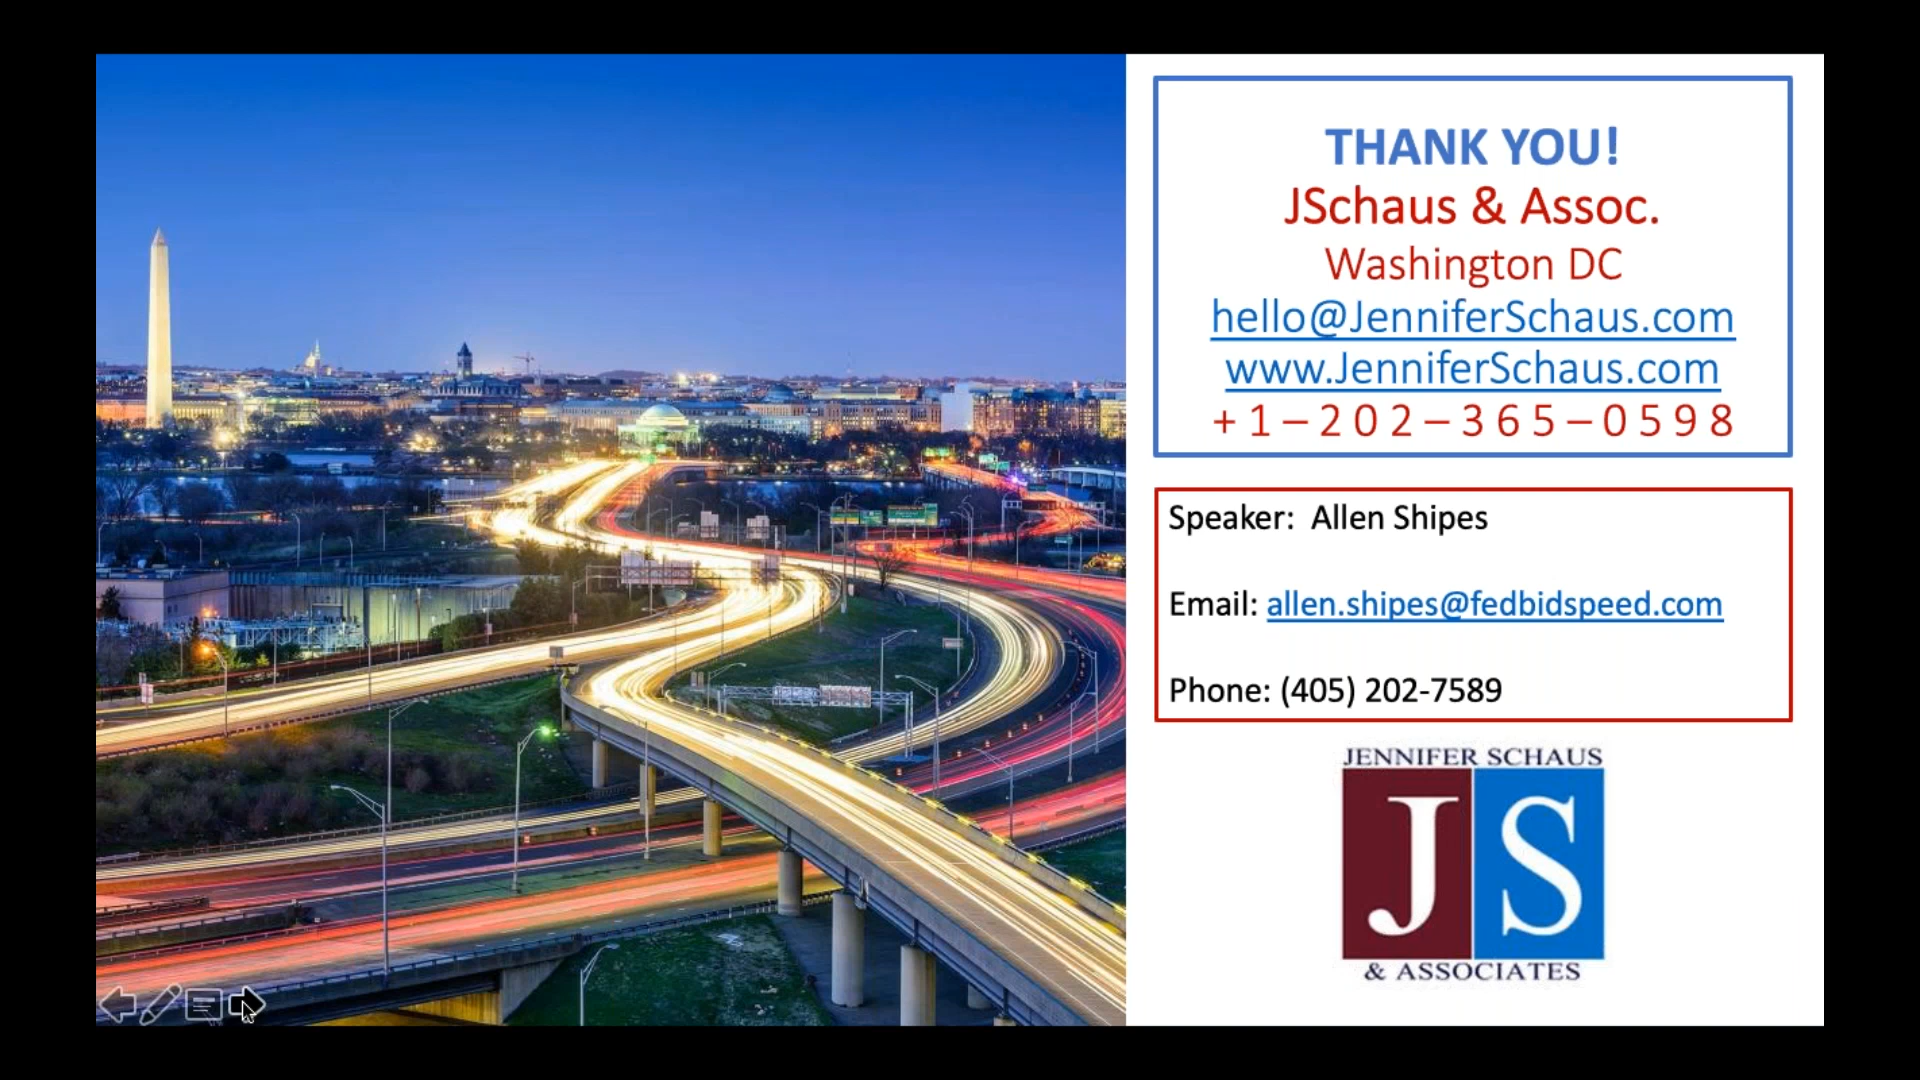 THANK YOU!
JSchaus & Assoc.
Washington DC
hello@JenniferSchaus.com
www.JenniferSchaus.com
+1–202–365–0598
Speaker:  Allen Shipes
Email: allen.shipes@fedbidspeed.com
Phone: (405) 202-7589
JENNIFER SCHAUS
JS
& ASSOCIATES